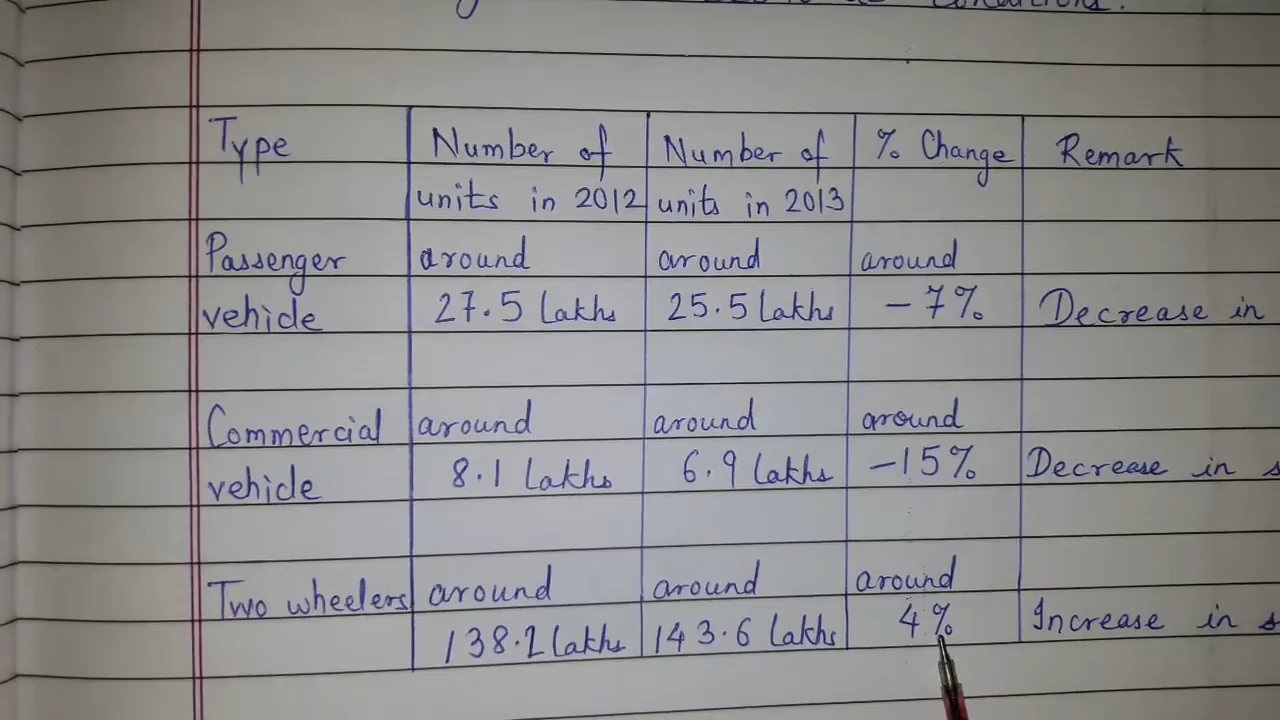 conditions.
Type Number of Number of % Change Remark
units in 2012 units in 2013
Passenger around around around
vehicle 27.5 lakhs 25.5 lakhs -7% Decrease in
Commercial around around around
vehicle 8.1 lakhs 6.9 lakhs -15% Decrease in s
Two wheelers around around around
138.2 lakhs 143.6 lakhs 4% Increase in s